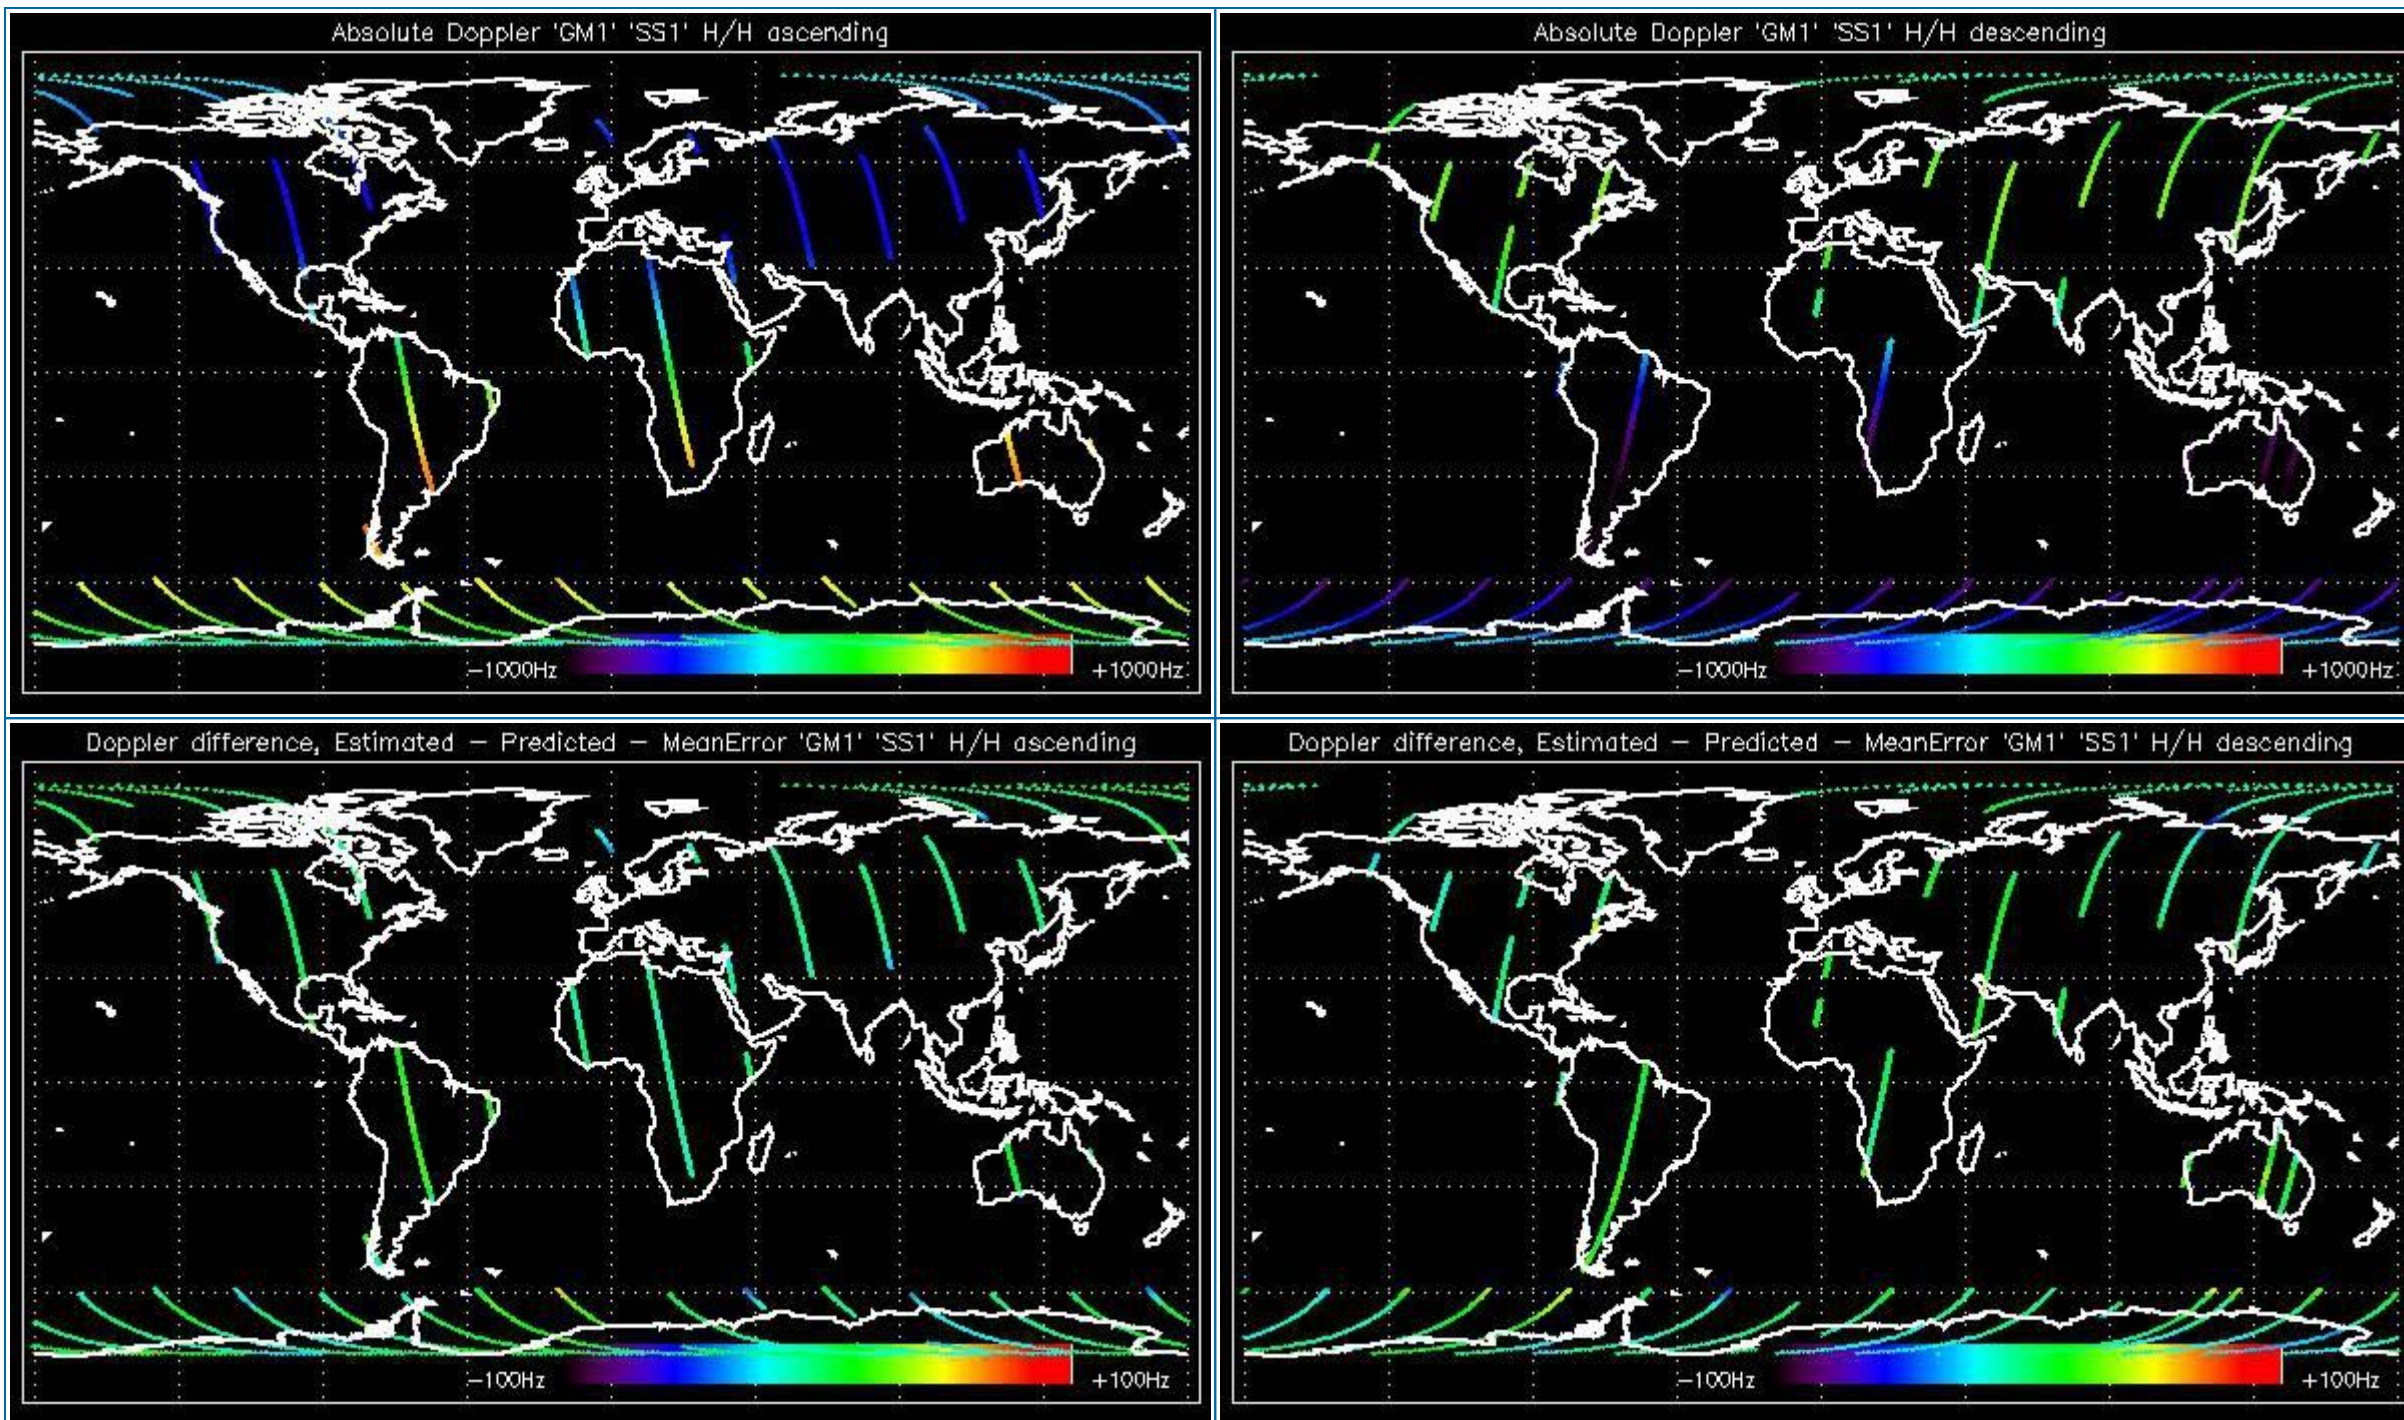 Absolute Doppler 'GM1' 'SS1' H/H ascending
-1000Hz
+1000Hz
Absolute Doppler 'GM1' 'SS1' H/H descending
-1000Hz
+1000Hz
Doppler difference, Estimated - Predicted - MeanError 'GM1' 'SS1' H/H ascending
-100Hz
+100Hz
Doppler difference, Estimated - Predicted - MeanError 'GM1' 'SS1' H/H descending
-100Hz
+100Hz